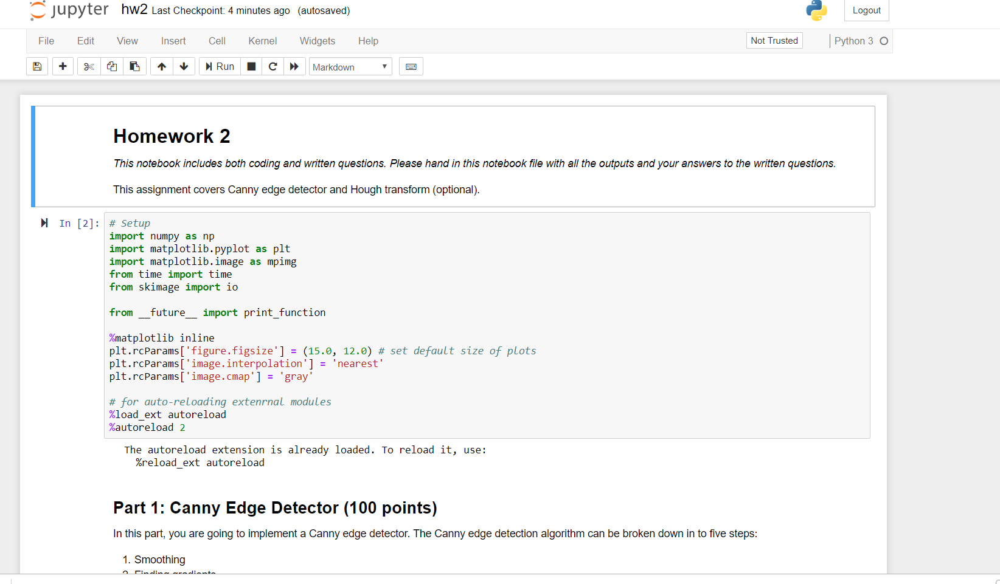 jupyter hw2 Last Checkpoint: 4 minutes ago (autosaved) Logout
File Edit View Insert Cell Kernel Widgets Help Not Trusted Python 3
Run Markdown
Homework 2
This notebook includes both coding and written questions. Please hand in this notebook file with all the outputs and your answers to the written questions.
This assignment covers Canny edge detector and Hough transform (optional).
In [2]: # Setup
import numpy as np
import matplotlib.pyplot as plt
import matplotlib.image as mpimg
from time import time
from skimage import io
from __future__ import print_function
%matplotlib inline
plt.rcParams['figure.figsize'] = (15.0, 12.0) # set default size of plots
plt.rcParams['image.interpolation'] = 'nearest'
plt.rcParams['image.cmap'] = 'gray'
# for auto-reloading extenrnal modules
%load_ext autoreload
%autoreload 2
The autoreload extension is already loaded. To reload it, use:
%reload_ext autoreload
Part 1: Canny Edge Detector (100 points)
In this part, you are going to implement a Canny edge detector. The Canny edge detection algorithm can be broken down in to five steps:
1. Smoothing
2. Finding gradients